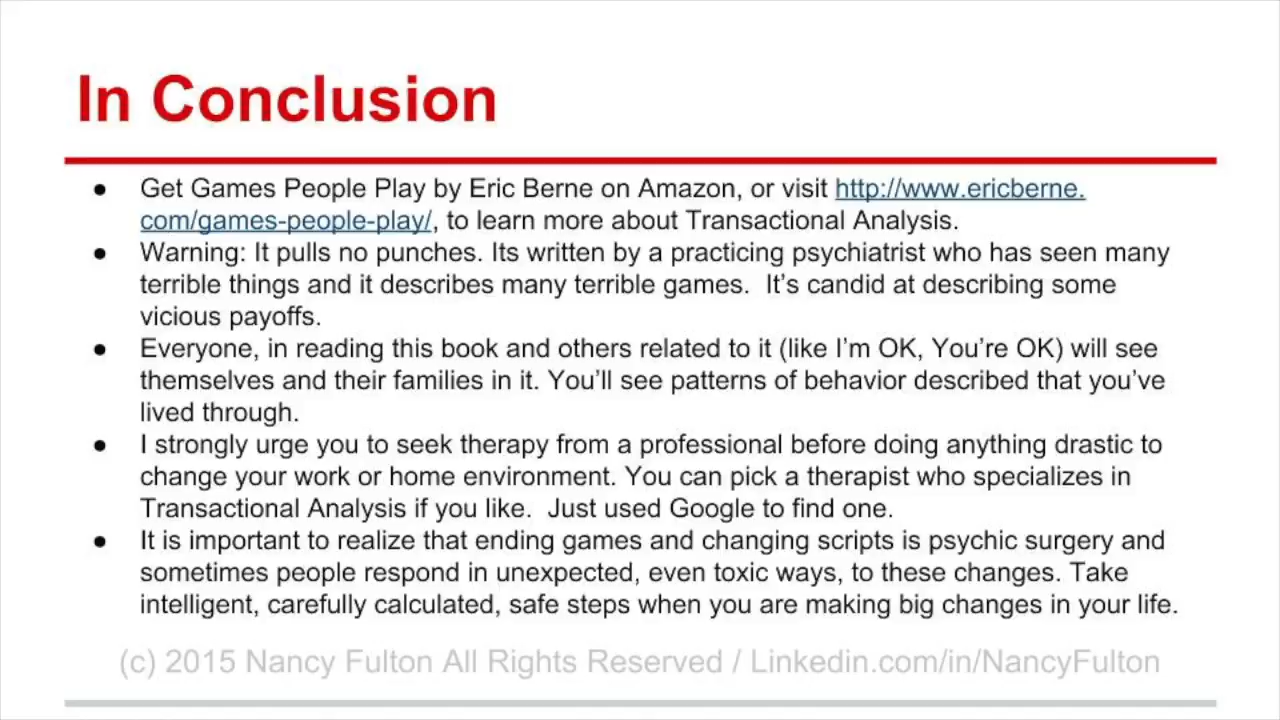 In Conclusion
● Get Games People Play by Eric Berne on Amazon, or visit http://www.ericberne.
com/games-people-play/, to learn more about Transactional Analysis.
● Warning: It pulls no punches. Its written by a practicing psychiatrist who has seen many
terrible things and it describes many terrible games.  It's candid at describing some
vicious payoffs.
● Everyone, in reading this book and others related to it (like I'm OK, You're OK) will see
themselves and their families in it. You'll see patterns of behavior described that you've
lived through.
● I strongly urge you to seek therapy from a professional before doing anything drastic to
change your work or home environment. You can pick a therapist who specializes in
Transactional Analysis if you like.  Just used Google to find one.
● It is important to realize that ending games and changing scripts is psychic surgery and
sometimes people respond in unexpected, even toxic ways, to these changes. Take
intelligent, carefully calculated, safe steps when you are making big changes in your life.
(c) 2015 Nancy Fulton All Rights Reserved / Linkedin.com/in/NancyFulton